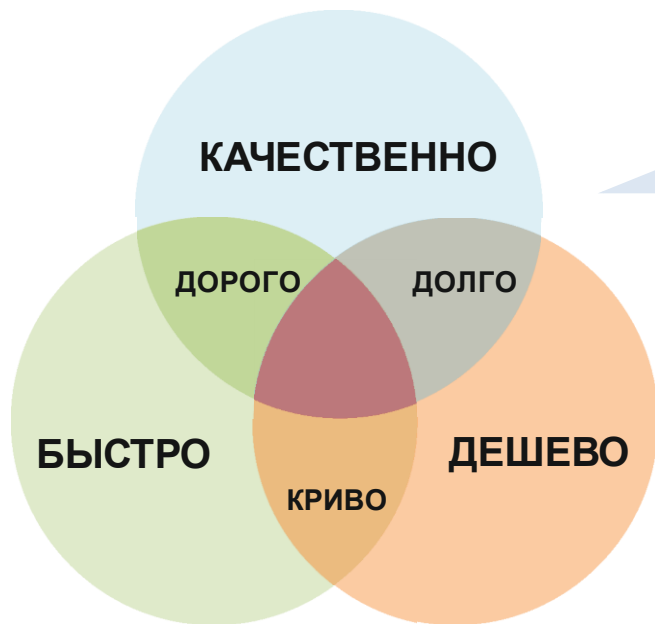 КАЧЕСТВЕННО
ДОРОГО
ДОЛГО
БЫСТРО
ДЕШЕВО
КРИВО